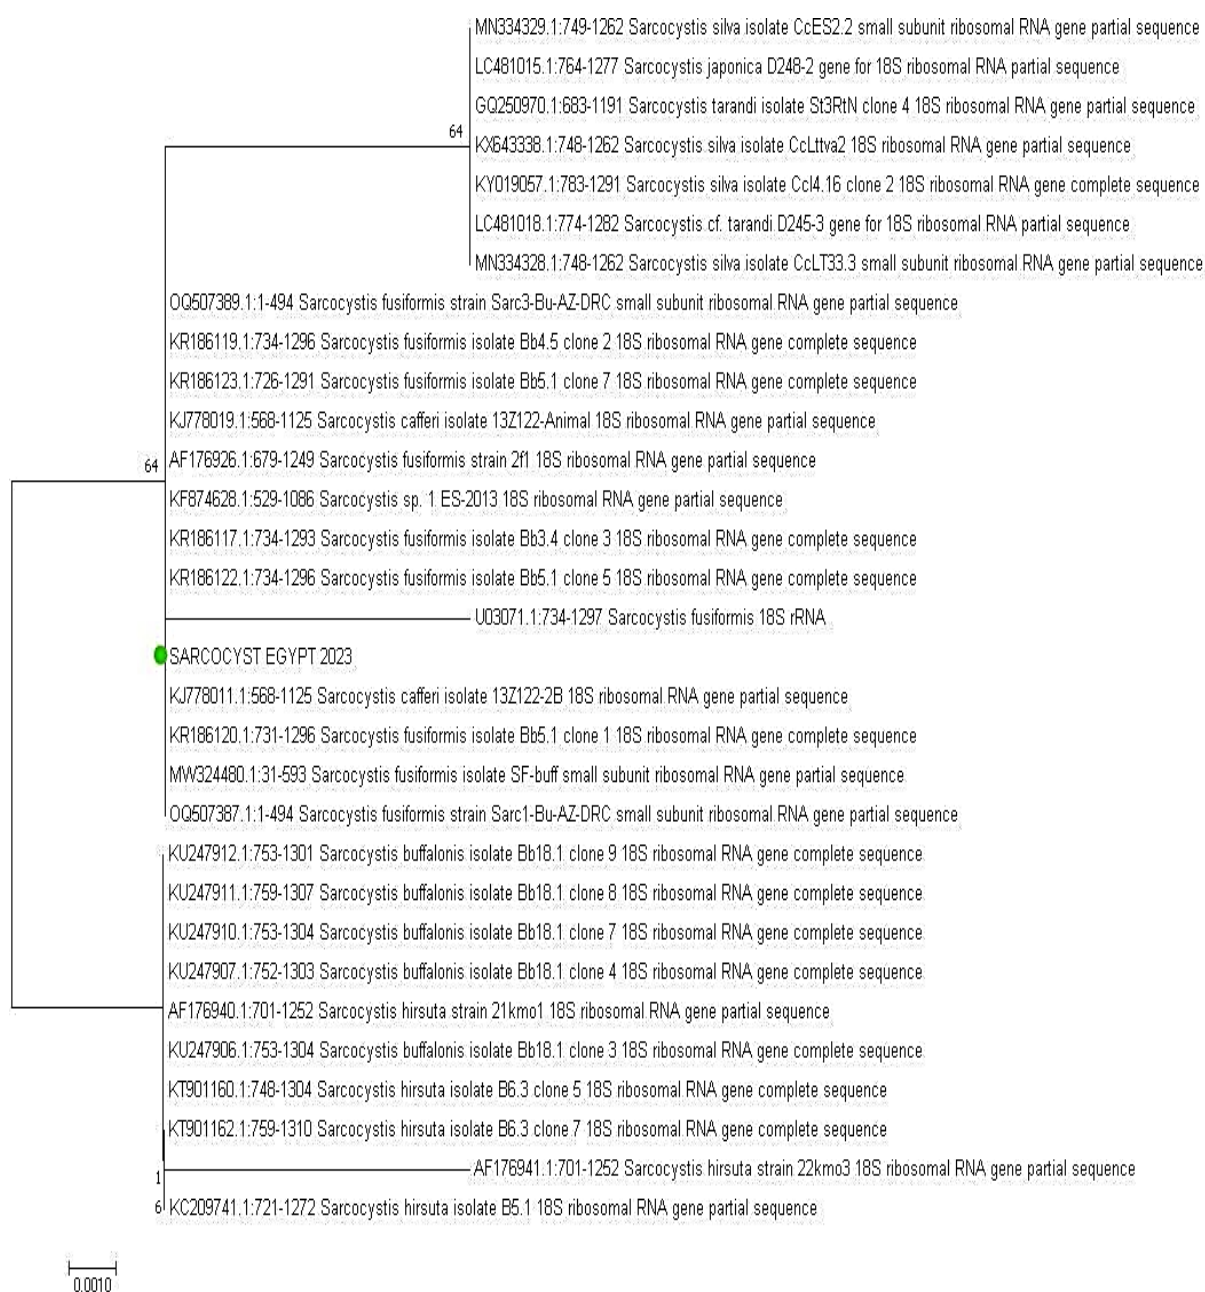 MN334329.1:749-1262 Sarcocystis silva isolate CcES2.2 small subunit ribosomal RNA gene partial sequence
LC481015.1:764-1277 Sarcocystis japonica D248-2 gene for 18S ribosomal RNA partial sequence
GQ250970.1:683-1191 Sarcocystis tarandi isolate St3RtN clone 4 18S ribosomal RNA gene partial sequence
64
KX643338.1:748-1262 Sarcocystis silva isolate CcLttva2 18S ribosomal RNA gene partial sequence
KY019057.1:783-1291 Sarcocystis silva isolate CcI4.16 clone 2 18S ribosomal RNA gene complete sequence
LC481018.1:774-1282 Sarcocystis cf. tarandi D245-3 gene for 18S ribosomal RNA partial sequence
MN334328.1:748-1262 Sarcocystis silva isolate CcLT33.3 small subunit ribosomal RNA gene partial sequence
OQ507389.1:1-494 Sarcocystis fusiformis strain Sarc3-Bu-AZ-DRC small subunit ribosomal RNA gene partial sequence
KR186119.1:734-1296 Sarcocystis fusiformis isolate Bb4.5 clone 2 18S ribosomal RNA gene complete sequence
KR186123.1:726-1291 Sarcocystis fusiformis isolate Bb5.1 clone 7 18S ribosomal RNA gene complete sequence
KJ778019.1:568-1125 Sarcocystis cafferi isolate 13Z122-Animal 18S ribosomal RNA gene partial sequence
64
AF176926.1:679-1249 Sarcocystis fusiformis strain 2f1 18S ribosomal RNA gene partial sequence
KF874628.1:529-1086 Sarcocystis sp. 1 ES-2013 18S ribosomal RNA gene partial sequence
KR186117.1:734-1293 Sarcocystis fusiformis isolate Bb3.4 clone 3 18S ribosomal RNA gene complete sequence
KR186122.1:734-1296 Sarcocystis fusiformis isolate Bb5.1 clone 5 18S ribosomal RNA gene complete sequence
U03071.1:734-1297 Sarcocystis fusiformis 18S rRNA
SARCOCYST EGYPT 2023
KJ778011.1:568-1125 Sarcocystis cafferi isolate 13Z122-2B 18S ribosomal RNA gene partial sequence
KR186120.1:731-1296 Sarcocystis fusiformis isolate Bb5.1 clone 1 18S ribosomal RNA gene complete sequence
MW324480.1:31-593 Sarcocystis fusiformis isolate SF-buff small subunit ribosomal RNA gene partial sequence
OQ507387.1:1-494 Sarcocystis fusiformis strain Sarc1-Bu-AZ-DRC small subunit ribosomal RNA gene partial sequence
KU247912.1:753-1301 Sarcocystis buffalonis isolate Bb18.1 clone 9 18S ribosomal RNA gene complete sequence
KU247911.1:759-1307 Sarcocystis buffalonis isolate Bb18.1 clone 8 18S ribosomal RNA gene complete sequence
KU247910.1:753-1304 Sarcocystis buffalonis isolate Bb18.1 clone 7 18S ribosomal RNA gene complete sequence
KU247907.1:752-1303 Sarcocystis buffalonis isolate Bb18.1 clone 4 18S ribosomal RNA gene complete sequence
AF176940.1:701-1252 Sarcocystis hirsuta strain 21kmo1 18S ribosomal RNA gene partial sequence
KU247906.1:753-1304 Sarcocystis buffalonis isolate Bb18.1 clone 3 18S ribosomal RNA gene complete sequence
KT901160.1:748-1304 Sarcocystis hirsuta isolate B6.3 clone 5 18S ribosomal RNA gene complete sequence
KT901162.1:759-1310 Sarcocystis hirsuta isolate B6.3 clone 7 18S ribosomal RNA gene complete sequence
AF176941.1:701-1252 Sarcocystis hirsuta strain 22kmo3 18S ribosomal RNA gene partial sequence
1
6
KC209741.1:721-1272 Sarcocystis hirsuta isolate B5.1 18S ribosomal RNA gene partial sequence
0.0010